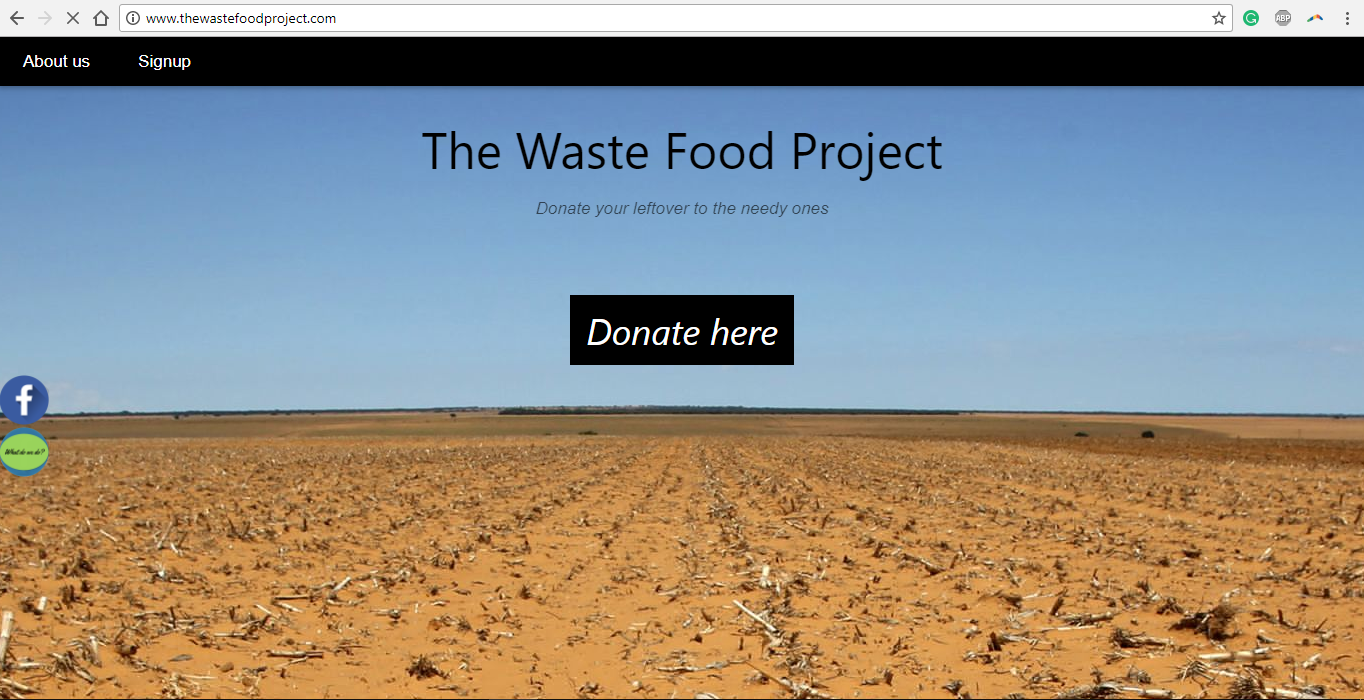 www.thewastefoodproject.com
ABP
About us
Signup
The Waste Food Project
Donate your leftover to the needy ones
Donate here
f
What do we do?